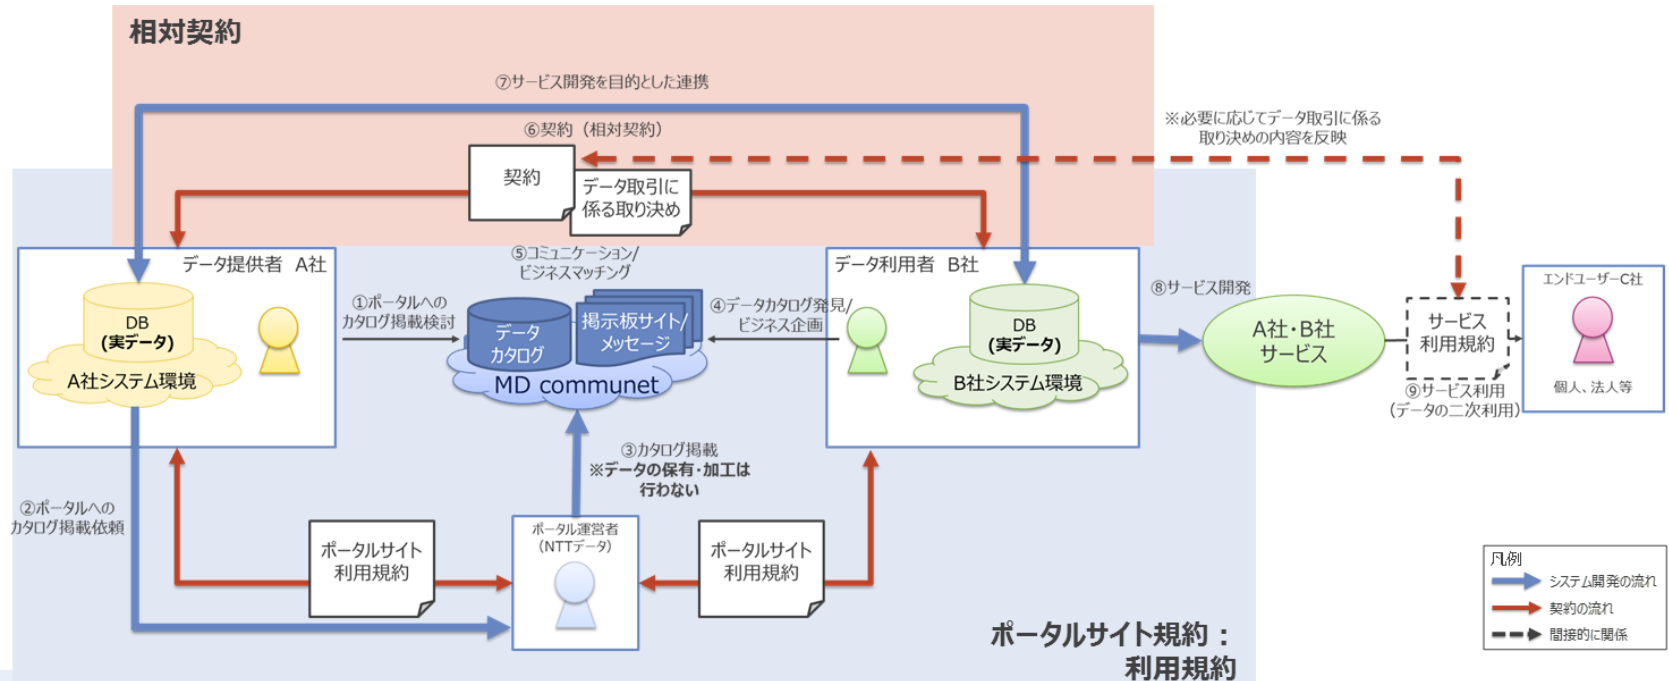 相対契約
⑦サービス開発を目的とした連携
⑥契約（相対契約）
※必要に応じてデータ取引に係る
取り決めの内容を反映
契約
データ取引に
係る取り決め
データ提供者　A社
DB
(実データ)
A社システム環境
①ポータルへの
カタログ掲載検討
⑤コミュニケーション/
ビジネスマッチング
データ
カタログ
掲示板サイト/
メッセージ
MD communet
④データカタログ発見/
ビジネス企画
データ利用者　B社
DB
(実データ)
B社システム環境
⑧サービス開発
A社・B社
サービス
サービス
利用規約
⑨サービス利用
（データの二次利用）
エンドユーザーC社
個人、法人等
②ポータルへの
カタログ掲載依頼
③カタログ掲載
※データの保有・加工は
行わない
ポータルサイト
利用規約
ポータル運営者
（NTTデータ）
ポータルサイト
利用規約
ポータルサイト規約：
利用規約
凡例
システム開発の流れ
契約の流れ
間接的に関係